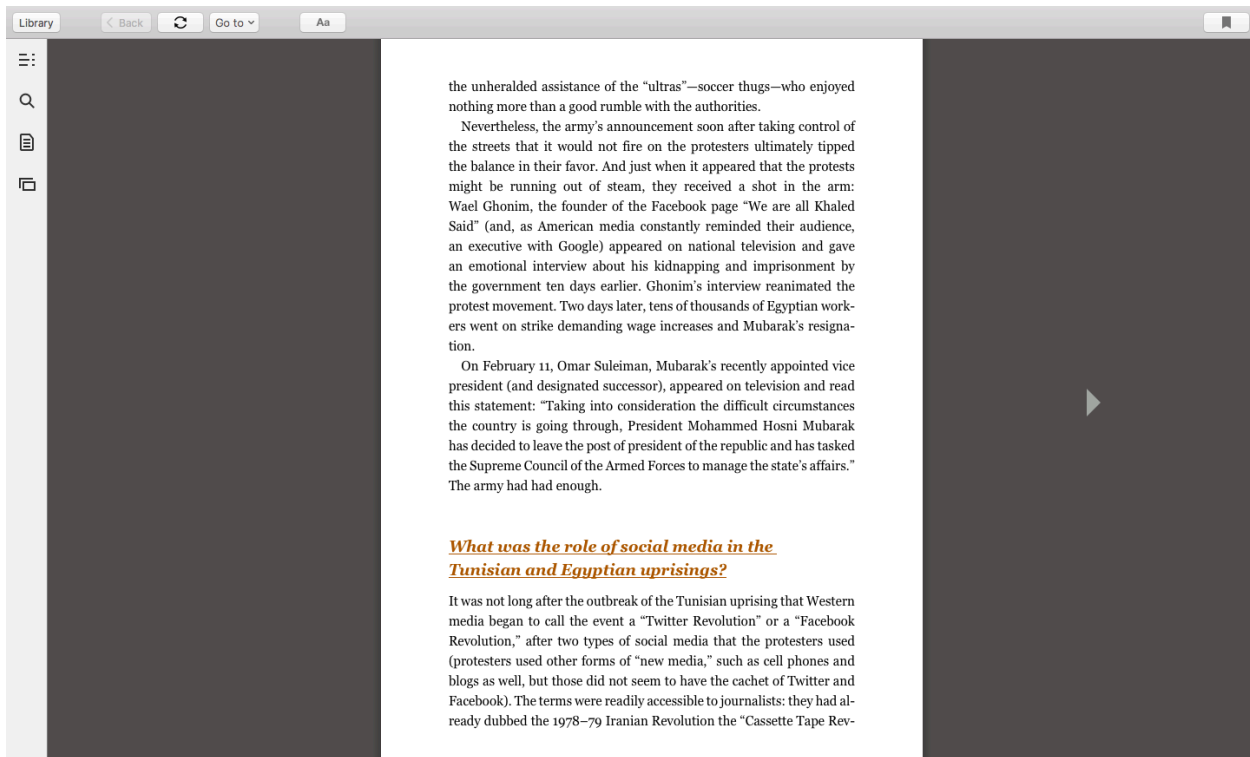 Library
Back
Go to
Aa
the unheralded assistance of the “ultras”—soccer thugs—who enjoyed
nothing more than a good rumble with the authorities.
Nevertheless, the army’s announcement soon after taking control of
the streets that it would not fire on the protesters ultimately tipped
the balance in their favor. And just when it appeared that the protests
might be running out of steam, they received a shot in the arm:
Wael Ghonim, the founder of the Facebook page “We are all Khaled
Said” (and, as American media constantly reminded their audience,
an executive with Google) appeared on national television and gave
an emotional interview about his kidnapping and imprisonment by
the government ten days earlier. Ghonim’s interview reanimated the
protest movement. Two days later, tens of thousands of Egyptian work-
ers went on strike demanding wage increases and Mubarak’s resigna-
tion.
On February 11, Omar Suleiman, Mubarak’s recently appointed vice
president (and designated successor), appeared on television and read
this statement: “Taking into consideration the difficult circumstances
the country is going through, President Mohammed Hosni Mubarak
has decided to leave the post of president of the republic and has tasked
the Supreme Council of the Armed Forces to manage the state’s affairs.”
The army had had enough.
What was the role of social media in the
Tunisian and Egyptian uprisings?
It was not long after the outbreak of the Tunisian uprising that Western
media began to call the event a “Twitter Revolution” or a “Facebook
Revolution,” after two types of social media that the protesters used
(protesters used other forms of “new media,” such as cell phones and
blogs as well, but those did not seem to have the cachet of Twitter and
Facebook). The terms were readily accessible to journalists: they had al-
ready dubbed the 1978–79 Iranian Revolution the “Cassette Tape Rev-